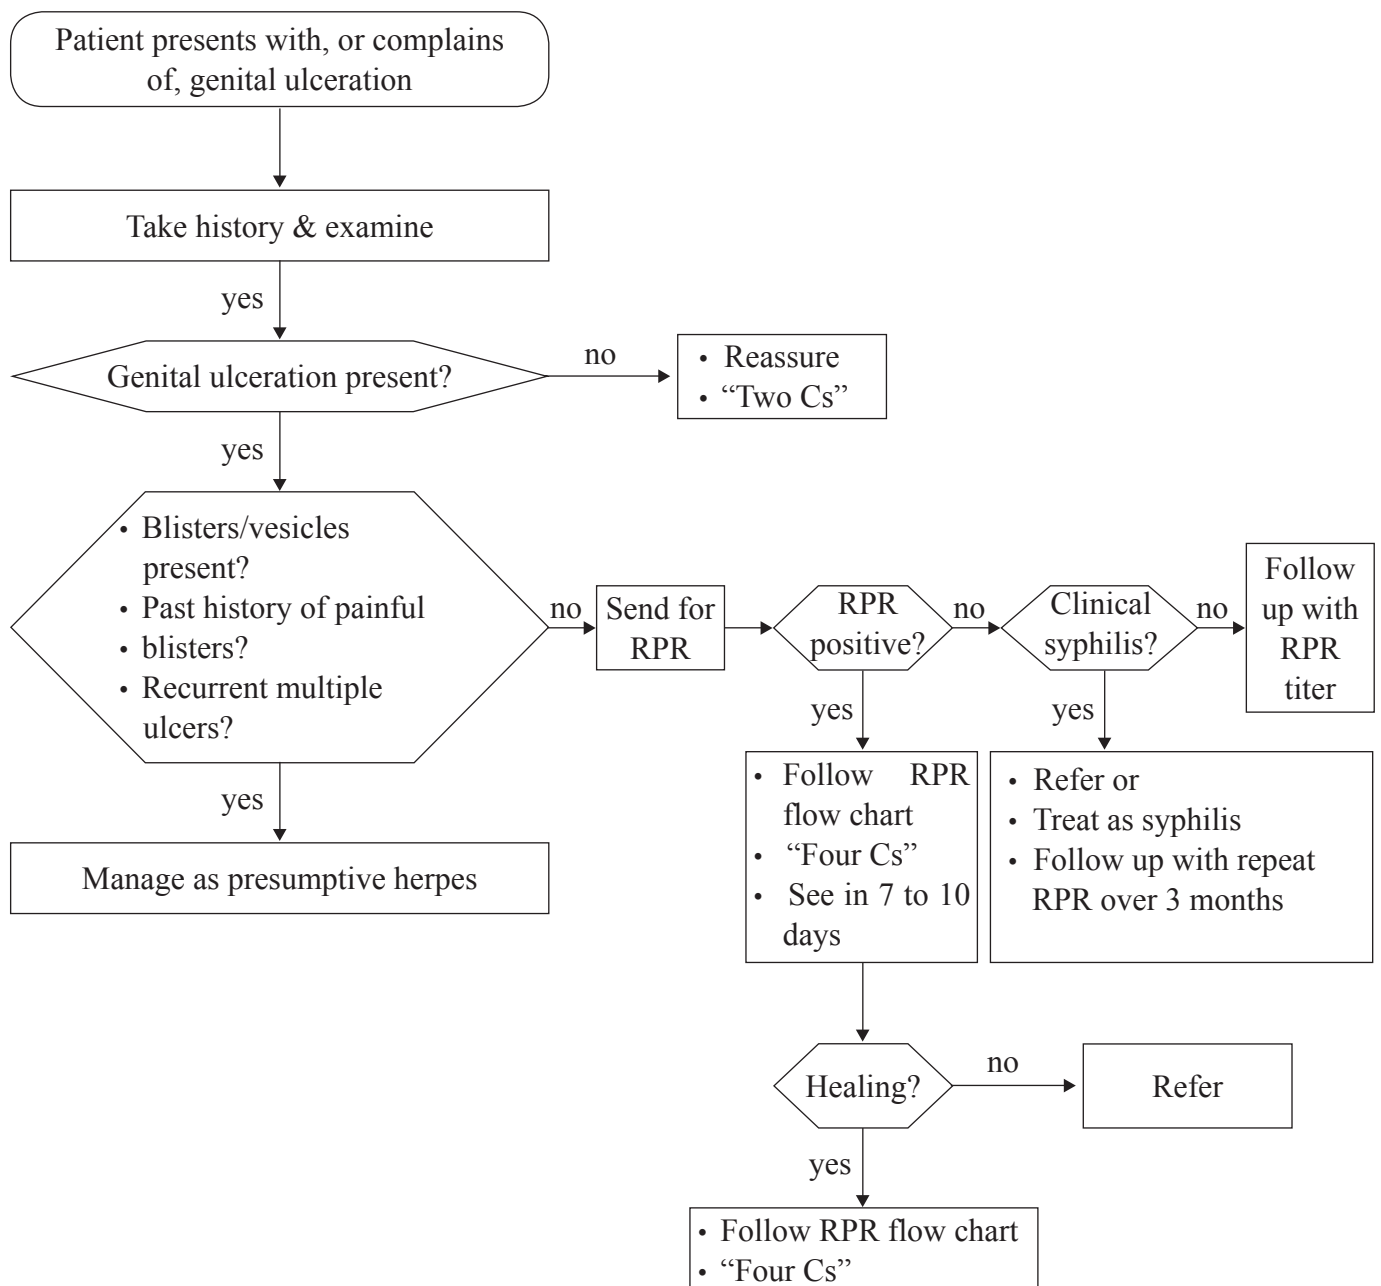 Patient presents with, or complains
of, genital ulceration
Take history & examine
yes
Genital ulceration present?
no
• Reassure
• “Two Cs”
yes
• Blisters/vesicles
present?
• Past history of painful
• blisters?
• Recurrent multiple
ulcers?
no
Send for
RPR
RPR
positive?
no
Clinical
syphilis?
no
Follow
up with
RPR
titer
yes
Manage as presumptive herpes
yes
• Follow RPR
flow chart
• “Four Cs”
• See in 7 to 10
days
yes
• Refer or
• Treat as syphilis
• Follow up with repeat
RPR over 3 months
Healing?
no
Refer
yes
• Follow RPR flow chart
• “Four Cs”